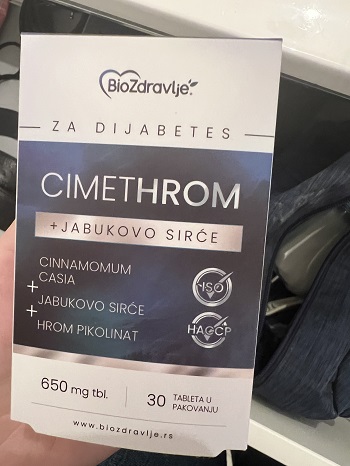 BioZdravlje
ZA DIJABETES
CIMETHROM
+JABUKOVO SIRĆE
CINNAMOMUM
CASIA
+
JABUKOVO SIRĆE
+
HROM PIKOLINAT
ISO
HACCP
650 mg tbl.
30 TABLETA U
PAKOVANJU
www.biozdravlje.rs